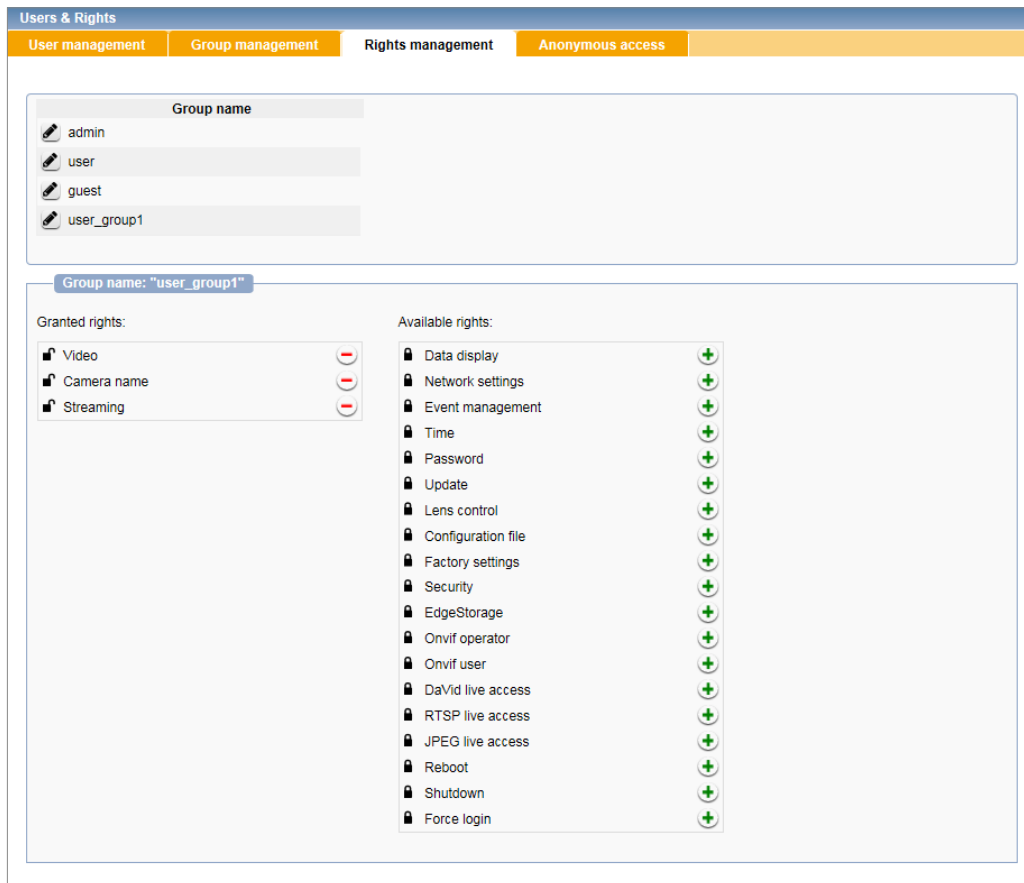 Users & Rights
User management Group management Rights management Anonymous access
Group name
admin
user
guest
user_group1
Group name: "user_group1"
Granted rights: Available rights:
Video Data display
Camera name Network settings
Streaming Event management
Time
Password
Update
Lens control
Configuration file
Factory settings
Security
EdgeStorage
Onvif operator
Onvif user
DaVid live access
RTSP live access
JPEG live access
Reboot
Shutdown
Force login